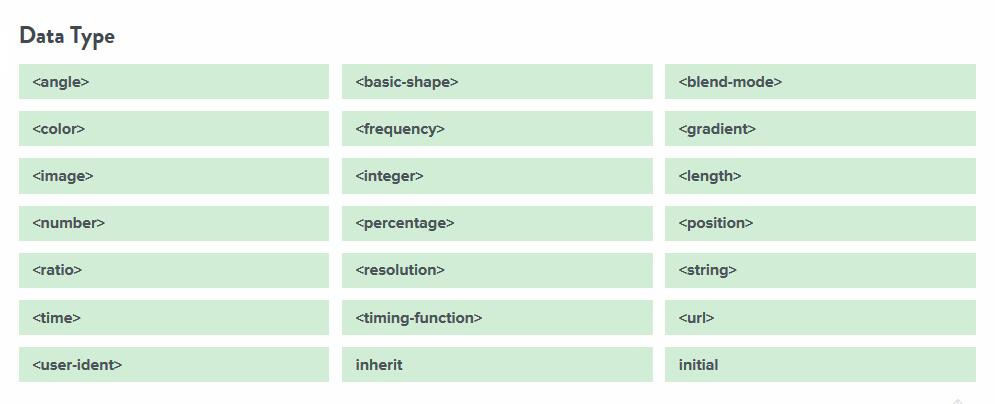 Data Type
<angle> <basic-shape> <blend-mode>
<color> <frequency> <gradient>
<image> <integer> <length>
<number> <percentage> <position>
<ratio> <resolution> <string>
<time> <timing-function> <url>
<user-ident> inherit initial